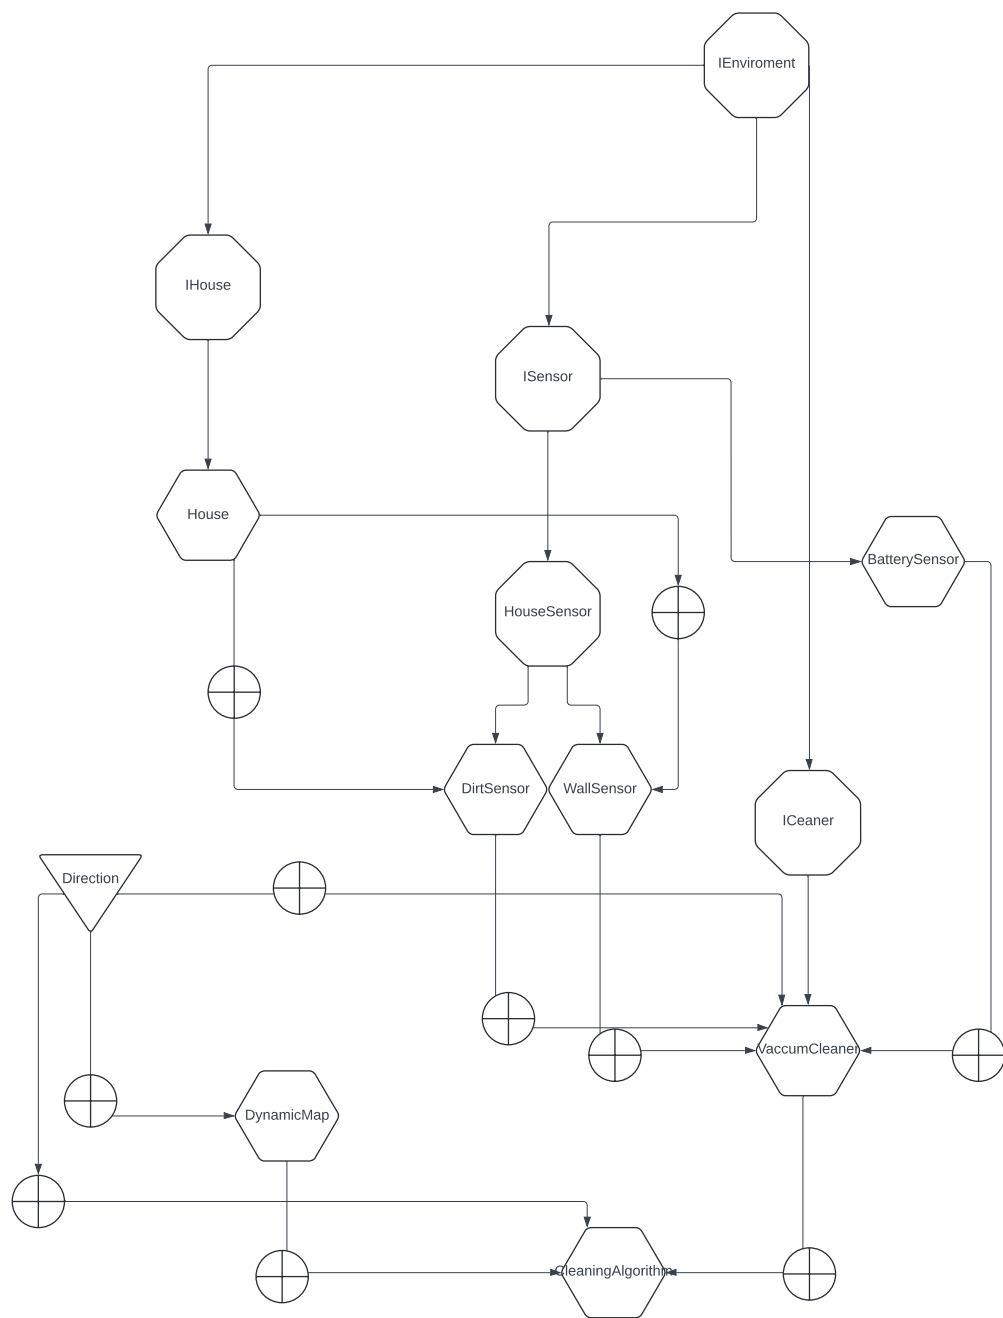 IEnviroment
IHouse
ISensor
House
BatterySensor
HouseSensor
DirtSensor
WallSensor
ICeaner
Direction
VaccumCleaner
DynamicMap
CleaningAlgorithm